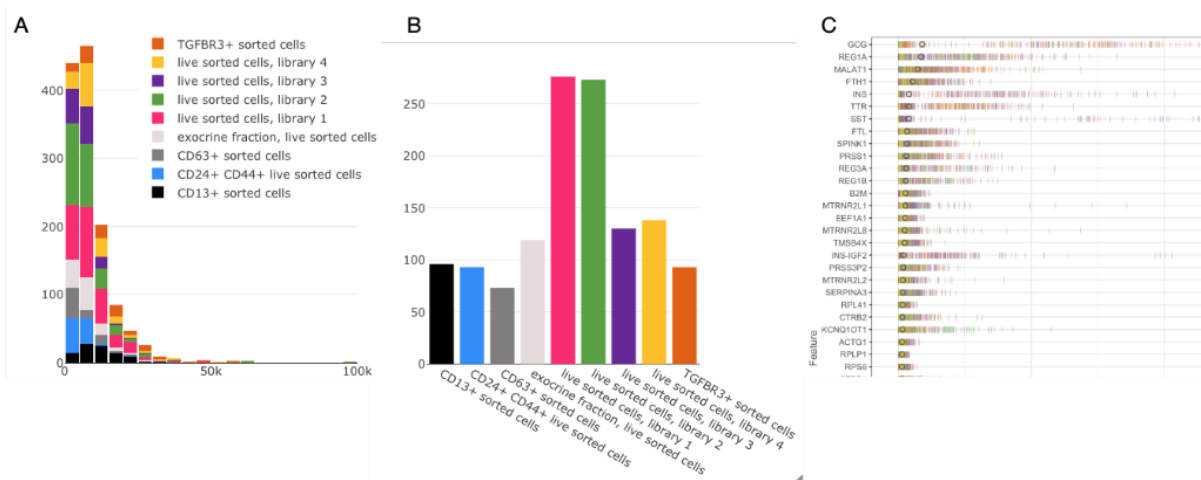 A
TGFBR3+ sorted cells
live sorted cells, library 4
live sorted cells, library 3
live sorted cells, library 2
live sorted cells, library 1
exocrine fraction, live sorted cells
CD63+ sorted cells
CD24+ CD44+ live sorted cells
CD13+ sorted cells
400
300
200
100
0
0
50k
100k
B
250
200
150
100
50
0
CD13+ sorted cells
CD24+ CD44+ live sorted cells
CD63+ sorted cells
exocrine fraction, live sorted cells
live sorted cells, library 1
live sorted cells, library 2
live sorted cells, library 3
live sorted cells, library 4
TGFBR3+ sorted cells
C
Feature
GCG
REG1A
MALAT1
FTH1
INS
TTR
SST
FTL
SPINK1
PRSS1
REG3A
REG1B
B2M
MTRNR2L1
EEF1A1
MTRNR2L8
TMSB4X
INS-IGF2
PRSS3P2
MTRNR2L2
SERPINA3
RPL41
CTRB2
KCNQ1OT1
ACTG1
RPLP1
RPS6